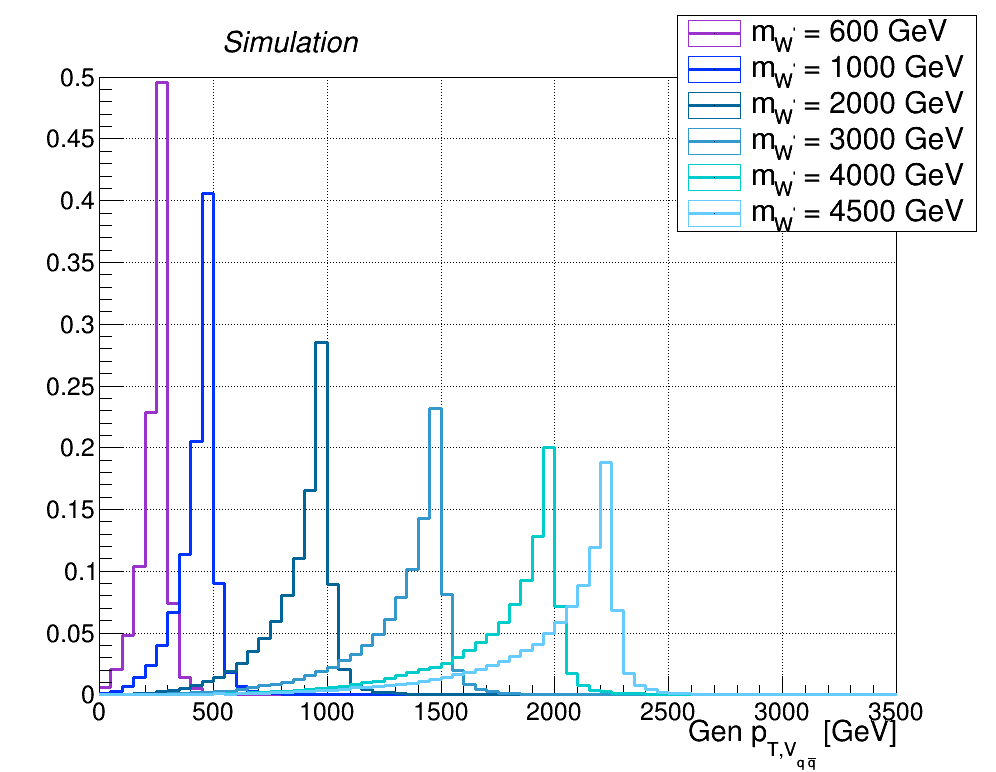 Simulation
m_W' = 600 GeV
m_W' = 1000 GeV
m_W' = 2000 GeV
m_W' = 3000 GeV
m_W' = 4000 GeV
m_W' = 4500 GeV
0.5
0.45
0.4
0.35
0.3
0.25
0.2
0.15
0.1
0.05
0
0 500 1000 1500 2000 2500 3000 3500
Gen p_T,V_qq̅ [GeV]